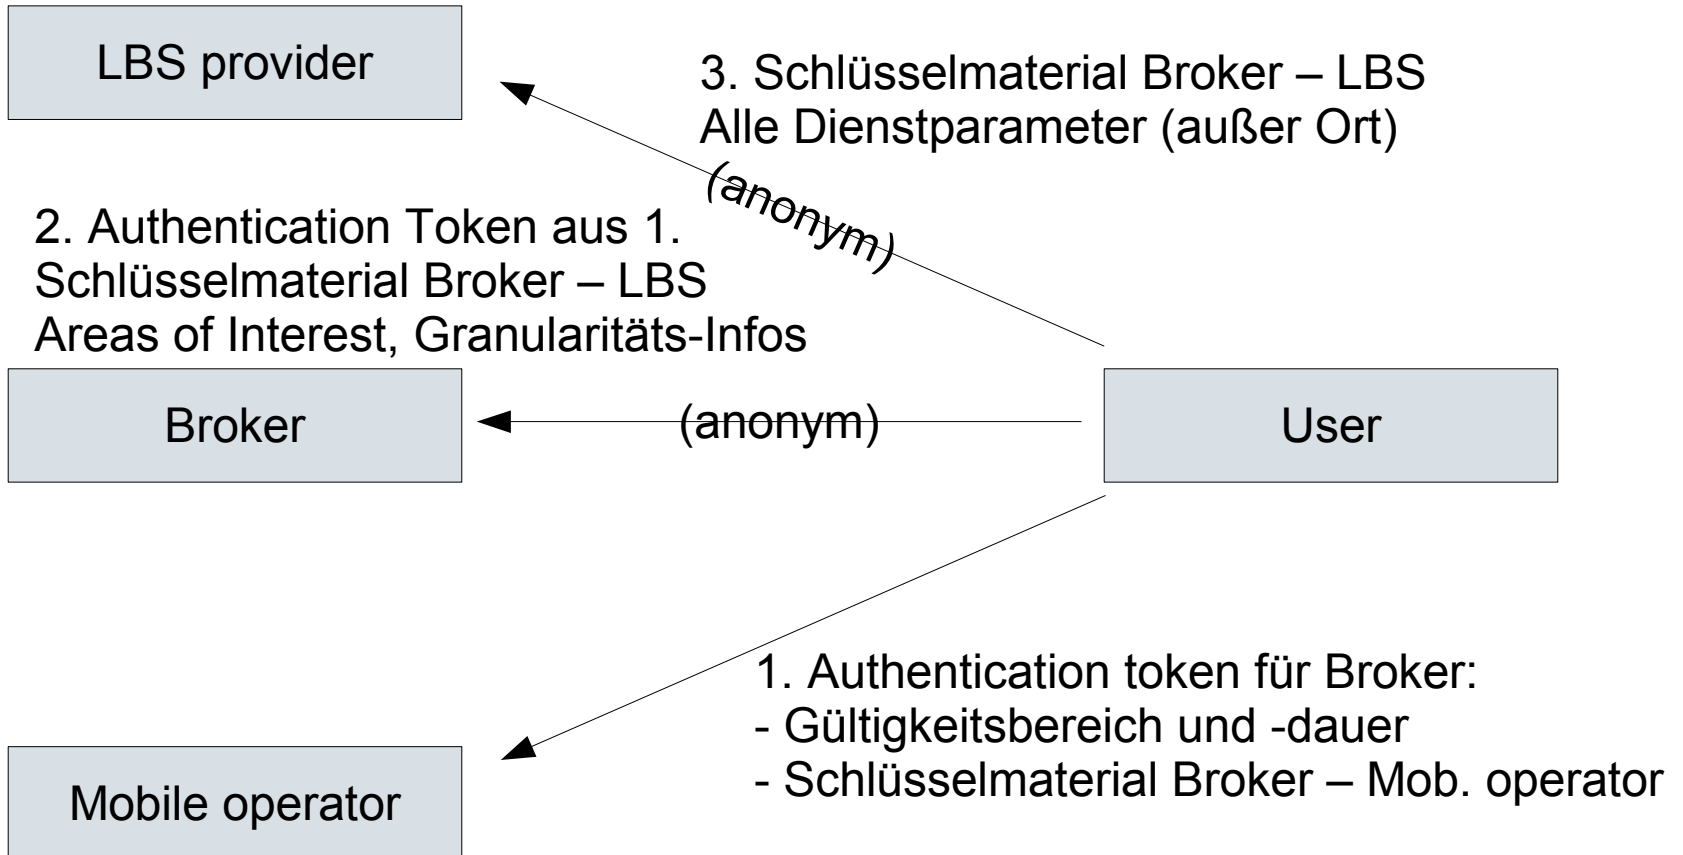 LBS provider
3. Schlüsselmaterial Broker – LBS
Alle Dienstparameter (außer Ort)
(anonym)
2. Authentication Token aus 1.
Schlüsselmaterial Broker – LBS
Areas of Interest, Granularitäts-Infos
Broker
(anonym)
User
1. Authentication token für Broker:
- Gültigkeitsbereich und -dauer
- Schlüsselmaterial Broker – Mob. operator
Mobile operator